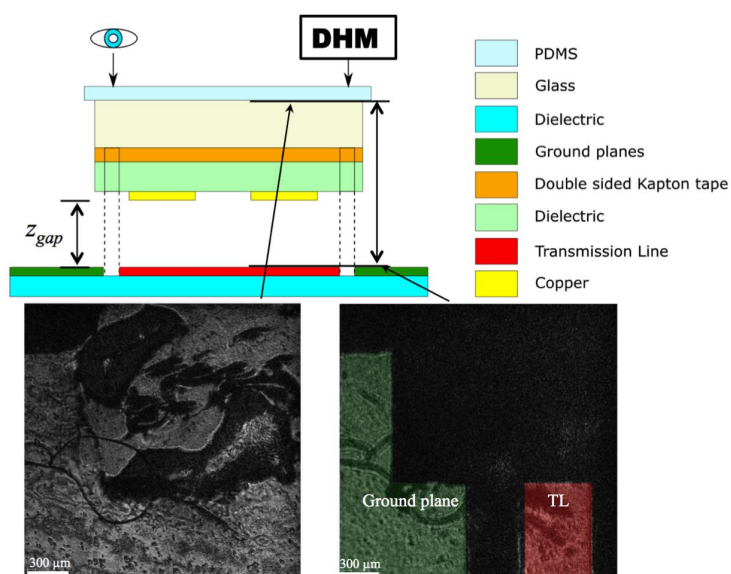 DHM
PDMS
Glass
Dielectric
Ground planes
Double sided Kapton tape
Dielectric
Transmission Line
Copper
zgap
Ground plane
TL
300 µm
300 µm